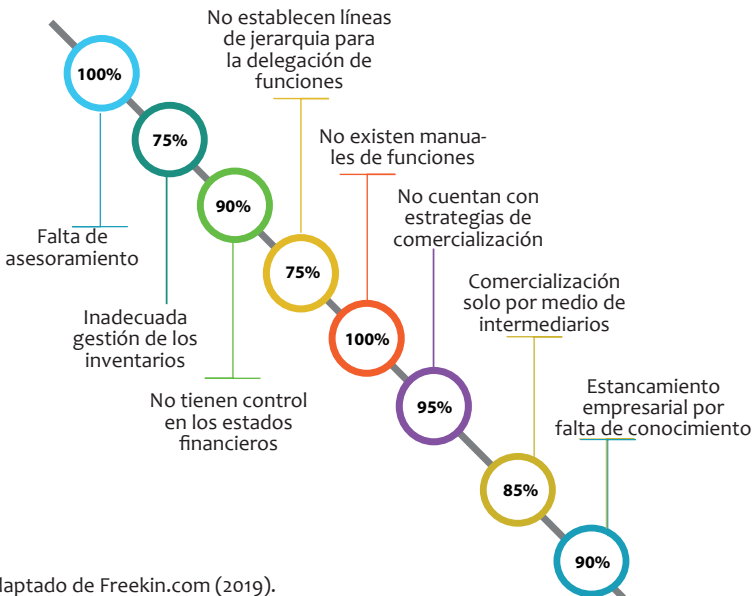 No establecen líneas
de jerarquia para
la delegación de
funciones
100%
No existen manua-
les de funciones
75%
No cuentan con
estrategias de
comercialización
90%
Falta de
asesoramiento
75%
Comercialización
solo por medio de
intermediarios
Inadecuada
gestión de los
inventarios
100%
No tienen control
en los estados
financieros
95%
Estancamiento
empresarial por
falta de conocimiento
85%
90%
daptado de Freekin.com (2019).